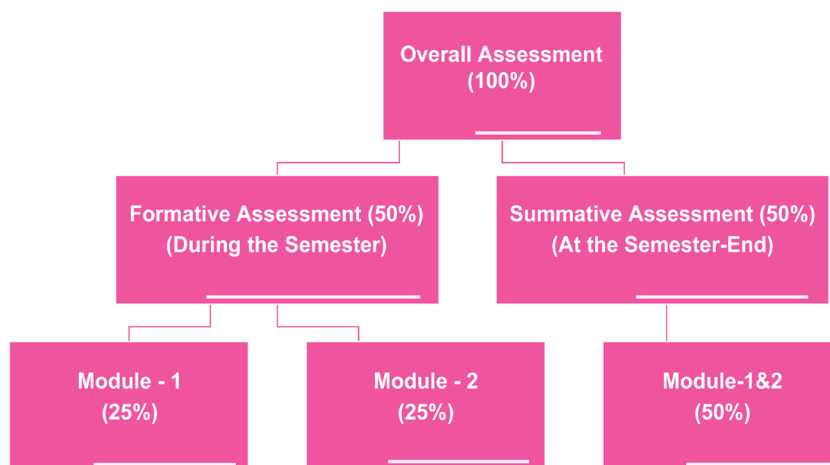 Overall Assessment
(100%)
Formative Assessment (50%)
(During the Semester)
Summative Assessment (50%)
(At the Semester-End)
Module - 1
(25%)
Module - 2
(25%)
Module-1&2
(50%)